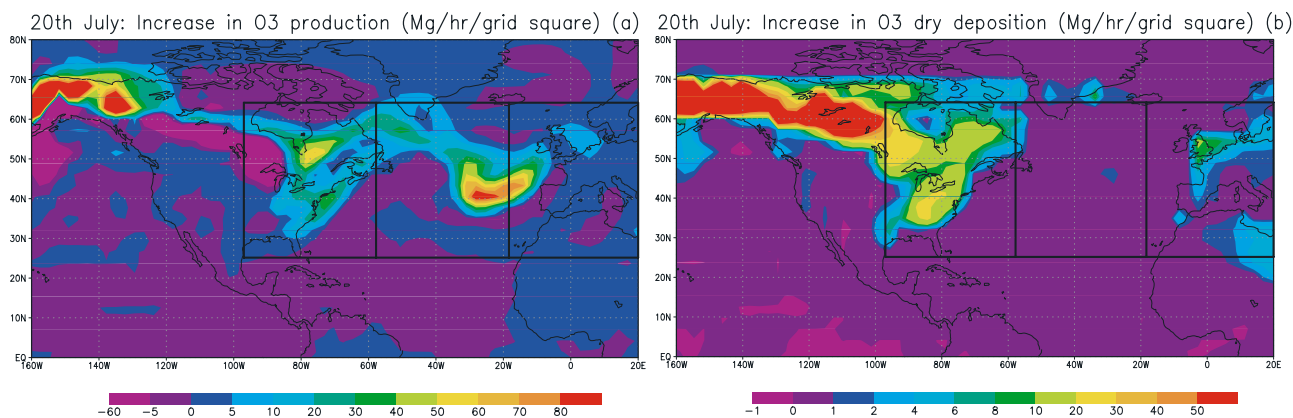 20th July: Increase in O3 production (Mg/hr/grid square) (a)
80N
70N
60N
50N
40N
30N
20N
10N
EQ
160W 140W 120W 100W 80W 60W 40W 20W 0 20E
−60 −5 0 5 10 20 30 40 50 60 80
20th July: Increase in O3 dry deposition (Mg/hr/grid square) (b)
80N
70N
60N
50N
40N
30N
20N
10N
EQ
160W 140W 120W 100W 80W 60W 40W 20W 0 20E
−1 0 1 2 4 6 8 10 20 30 40 50